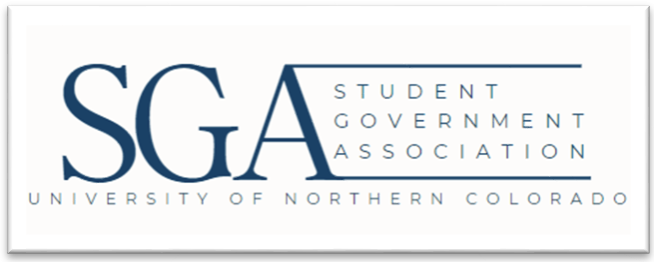 SGA
STUDENT
GOVERNMENT
ASSOCIATION
UNIVERSITY OF NORTHERN COLORADO